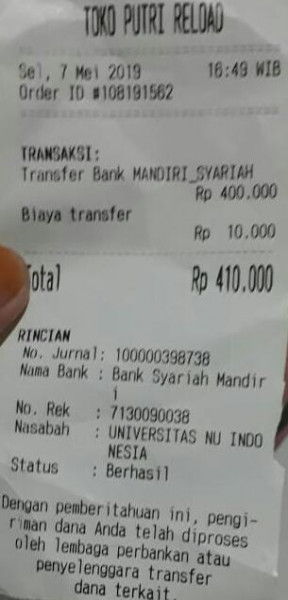 TOKO PUTRI RELOAD
Sel, 7 Mei 2019 16:49 WIB
Order ID #108191562
TRANSAKSI:
Transfer Bank MANDIRI_SYARIAH
Rp 400.000
Biaya transfer
Rp 10.000
Total Rp 410.000
RINCIAN
No. Jurnal: 100000398738
Nama Bank : Bank Syariah Mandir
i
No. Rek : 7130090038
Nasabah : UNIVERSITAS NU INDO
NESIA
Status : Berhasil
Dengan pemberitahuan ini, pengi-
riman dana Anda telah diproses
oleh lembaga perbankan atau
penyelenggara transfer
dana terkait.